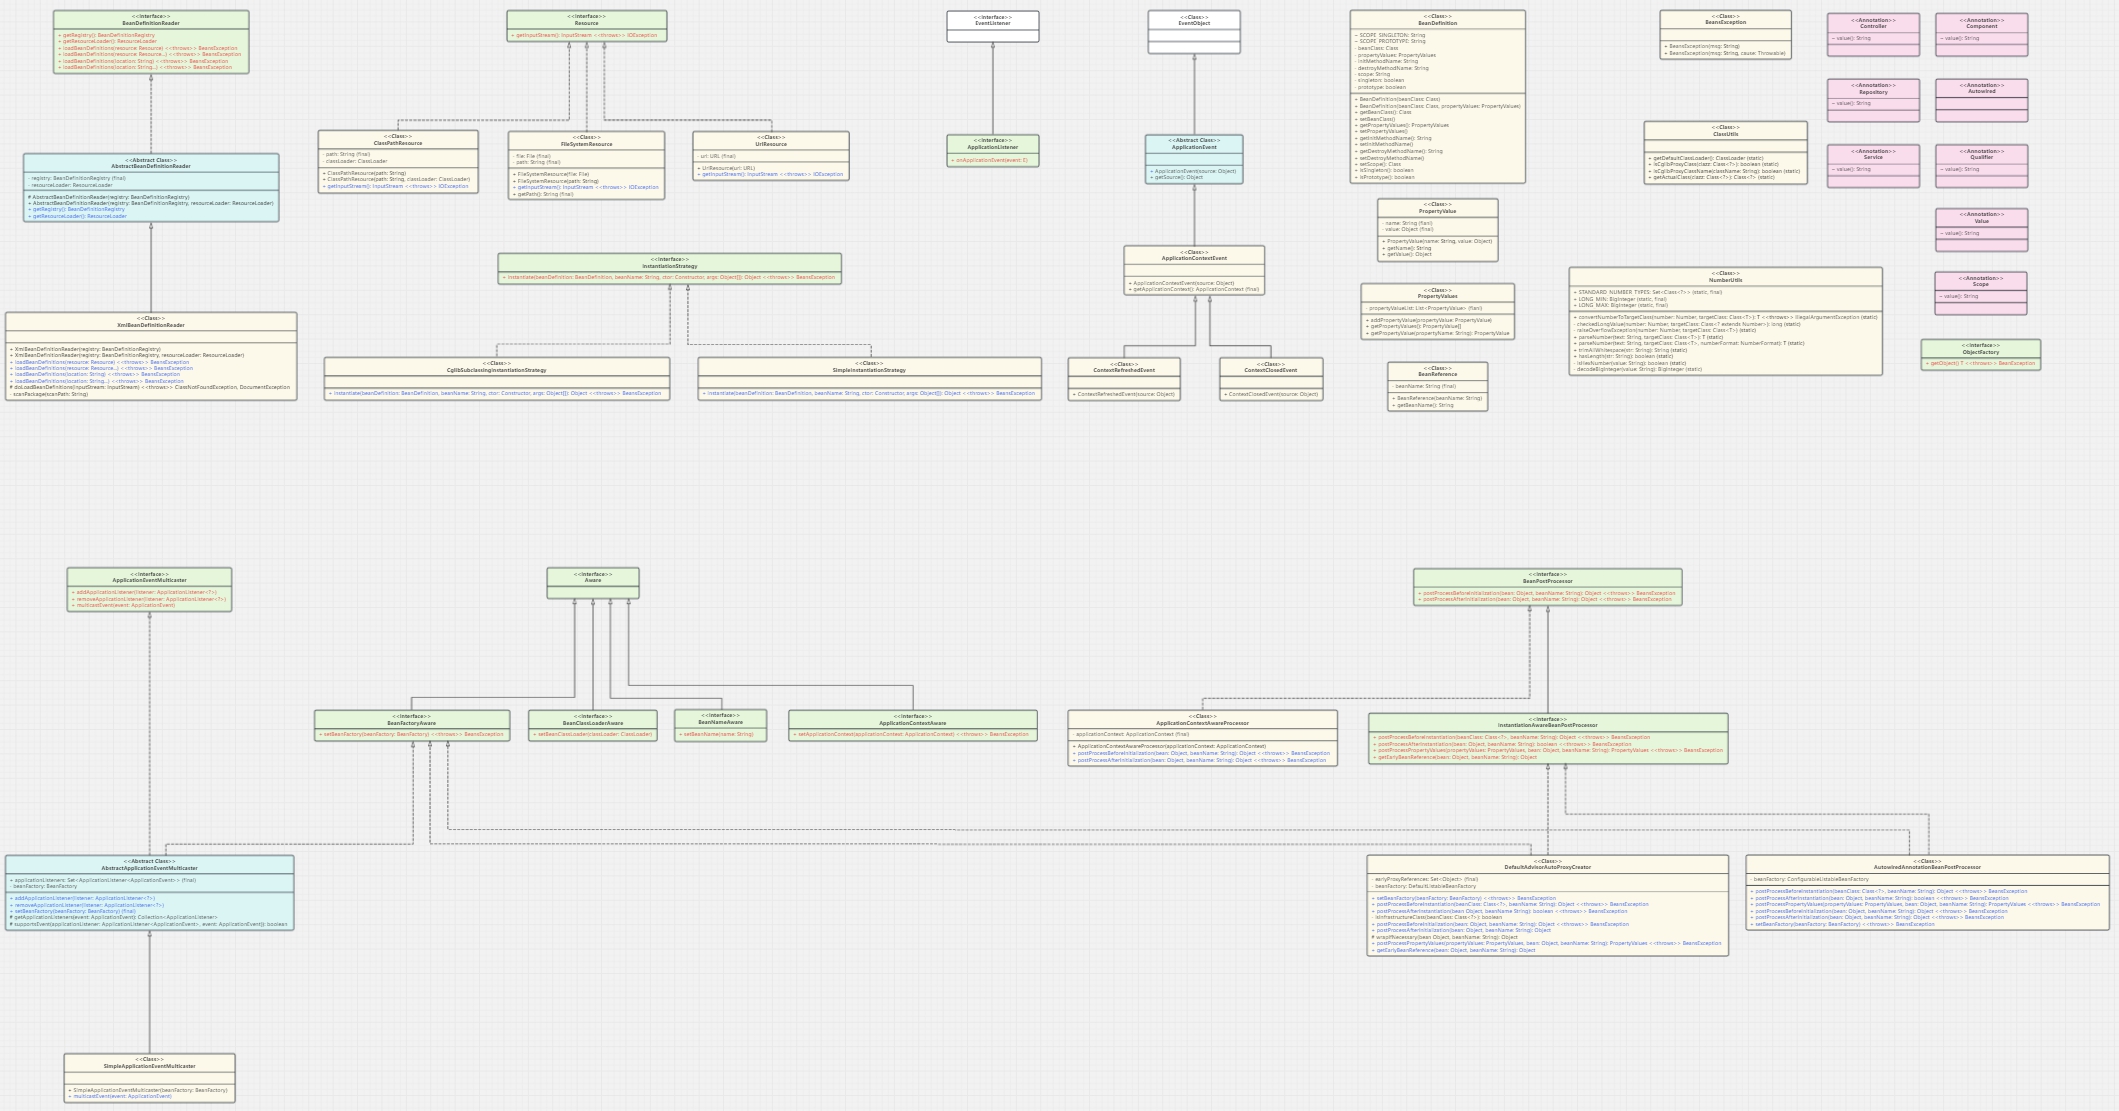 <<Interface>>
BeanDefinitionReader
+ getRegistry(): BeanDefinitionRegistry
+ getResourceLoader(): ResourceLoader
+ loadBeanDefinitions(resource: Resource) <<throws>> BeansException
+ loadBeanDefinitions(resource: Resource...) <<throws>> BeansException
+ loadBeanDefinitions(location: String) <<throws>> BeansException
+ loadBeanDefinitions(location: String...) <<throws>> BeansException
<<Abstract Class>>
AbstractBeanDefinitionReader
- registry: BeanDefinitionRegistry (final)
- resourceLoader: ResourceLoader
# AbstractBeanDefinitionReader(registry: BeanDefinitionRegistry)
+ AbstractBeanDefinitionReader(registry: BeanDefinitionRegistry, resourceLoader: ResourceLoader)
+ getRegistry(): BeanDefinitionRegistry
+ getResourceLoader(): ResourceLoader
<<Class>>
XmlBeanDefinitionReader
+ XmlBeanDefinitionReader(registry: BeanDefinitionRegistry)
+ XmlBeanDefinitionReader(registry: BeanDefinitionRegistry, resourceLoader: ResourceLoader)
+ loadBeanDefinitions(resource: Resource) <<throws>> BeansException
+ loadBeanDefinitions(resource: Resource...) <<throws>> BeansException
+ loadBeanDefinitions(location: String) <<throws>> BeansException
+ loadBeanDefinitions(location: String...) <<throws>> BeansException
# doLoadBeanDefinitions(inputStream: InputStream) <<throws>> ClassNotFoundException, DocumentException
- scanPackage(scanPath: String)
<<Interface>>
Resource
+ getInputStream(): InputStream <<throws>> IOException
<<Class>>
ClassPathResource
- path: String (final)
- classLoader: ClassLoader
+ ClassPathResource(path: String)
+ ClassPathResource(path: String, classLoader: ClassLoader)
+ getInputStream(): InputStream <<throws>> IOException
<<Class>>
FileSystemResource
- file: File (final)
- path: String (final)
+ FileSystemResource(file: File)
+ FileSystemResource(path: String)
+ getInputStream(): InputStream <<throws>> IOException
+ getPath(): String (final)
<<Class>>
UrlResource
- url: URL (final)
+ UrlResource(url: URL)
+ getInputStream(): InputStream <<throws>> IOException
<<Interface>>
InstantiationStrategy
+ instantiate(beanDefinition: BeanDefinition, beanName: String, ctor: Constructor, args: Object[]): Object <<throws>> BeansException
<<Class>>
CglibSubclassingInstantiationStrategy
+ instantiate(beanDefinition: BeanDefinition, beanName: String, ctor: Constructor, args: Object[]): Object <<throws>> BeansException
<<Class>>
SimpleInstantiationStrategy
+ instantiate(beanDefinition: BeanDefinition, beanName: String, ctor: Constructor, args: Object[]): Object <<throws>> BeansException
<<Interface>>
EventListener
<<Interface>>
ApplicationListener
+ onApplicationEvent(event: E)
<<Class>>
EventObject
<<Abstract Class>>
ApplicationEvent
+ ApplicationEvent(source: Object)
+ getSource(): Object
<<Class>>
ApplicationContextEvent
+ ApplicationContextEvent(source: Object)
+ getApplicationContext(): ApplicationContext (final)
<<Class>>
ContextRefreshedEvent
+ ContextRefreshedEvent(source: Object)
<<Class>>
ContextClosedEvent
+ ContextClosedEvent(source: Object)
<<Class>>
BeanDefinition
~ SCOPE_SINGLETON: String
~ SCOPE_PROTOTYPE: String
- beanClass: Class
- propertyValues: PropertyValues
- initMethodName: String
- destroyMethodName: String
- scope: String
- singleton: boolean
- prototype: boolean
+ BeanDefinition(beanClass: Class)
+ BeanDefinition(beanClass: Class, propertyValues: PropertyValues)
+ getBeanClass(): Class
+ setBeanClass()
+ getPropertyValues(): PropertyValues
+ setPropertyValues()
+ getInitMethodName(): String
+ setInitMethodName()
+ getDestroyMethodName(): String
+ setDestroyMethodName()
+ setScope(): Class
+ isSingleton(): boolean
+ isPrototype(): boolean
<<Class>>
PropertyValue
- name: String (fianl)
- value: Object (final)
+ PropertyValue(name: String, value: Object)
+ getName(): String
+ getValue(): Object
<<Class>>
PropertyValues
- propertyValueList: List<PropertyValue> (fianl)
+ addPropertyValue(propertyValue: PropertyValue)
+ getPropertyValues(): PropertyValue[]
+ getPropertyValue(propertyName: String): PropertyValue
<<Class>>
BeanReference
- beanName: String (final)
+ BeanReference(beanName: String)
+ getBeanName(): String
<<Class>>
BeansException
+ BeansException(msg: String)
+ BeansException(msg: String, cause: Throwable)
<<Class>>
ClassUtils
+ getDefaultClassLoader(): ClassLoader (static)
+ isCglibProxyClass(clazz: Class<?>): boolean (static)
+ isCglibProxyClassName(className: String): boolean (static)
+ getActualClass(clazz: Class<?>): Class<?> (static)
<<Class>>
NumberUtils
+ STANDARD_NUMBER_TYPES: Set<Class<?>> (static, final)
+ LONG_MIN: BigInteger (static, final)
+ LONG_MAX: BigInteger (static, final)
+ convertNumberToTargetClass(number: Number, targetClass: Class<T>): T <<throws>> IllegalArgumentException (static)
- checkedLongValue(number: Number, targetClass: Class<? extends Number>): long (static)
- raiseOverflowException(number: Number, targetClass: Class<T>) (static)
+ parseNumber(text: String, targetClass: Class<T>): T (static)
+ parseNumber(text: String, targetClass: Class<T>, numberFormat: NumberFormat): T (static)
+ trimAllWhitespace(str: String): String (static)
+ hasLength(str: String): boolean (static)
- isHexNumber(value: String): boolean (static)
- decodeBigInteger(value: String): BigInteger (static)
<<Annotation>>
Controller
~ value(): String
<<Annotation>>
Component
~ value(): String
<<Annotation>>
Repository
~ value(): String
<<Annotation>>
Autowired
<<Annotation>>
Service
~ value(): String
<<Annotation>>
Qualifier
~ value(): String
<<Annotation>>
Value
~ value(): String
<<Annotation>>
Scope
~ value(): String
<<Interface>>
ObjectFactory
+ getObject() T <<throws>> BeansException
<<Interface>>
ApplicationEventMulticaster
+ addApplicationListener(listener: ApplicationListener<?>)
+ removeApplicationListener(listener: ApplicationListener<?>)
+ multicastEvent(event: ApplicationEvent)
<<Interface>>
Aware
<<Interface>>
BeanFactoryAware
+ setBeanFactory(beanFactory: BeanFactory) <<throws>> BeansException
<<Interface>>
BeanClassLoaderAware
+ setBeanClassLoader(classLoader: ClassLoader)
<<Interface>>
BeanNameAware
+ setBeanName(name: String)
<<Interface>>
ApplicationContextAware
+ setApplicationContext(applicationContext: ApplicationContext) <<throws>> BeansException
<<Interface>>
BeanPostProcessor
+ postProcessBeforeInitialization(bean: Object, beanName: String): Object <<throws>> BeansException
+ postProcessAfterInitialization(bean: Object, beanName: String): Object <<throws>> BeansException
<<Class>>
ApplicationContextAwareProcessor
- applicationContext: ApplicationContext (final)
+ ApplicationContextAwareProcessor(applicationContext: ApplicationContext)
+ postProcessBeforeInitialization(bean: Object, beanName: String): Object <<throws>> BeansException
+ postProcessAfterInitialization(bean: Object, beanName: String): Object <<throws>> BeansException
<<Interface>>
InstantiationAwareBeanPostProcessor
+ postProcessBeforeInstantiation(beanClass: Class<?>, beanName: String): Object <<throws>> BeansException
+ postProcessAfterInstantiation(bean: Object, beanName: String): boolean <<throws>> BeansException
+ postProcessPropertyValues(propertyValues: PropertyValues, bean: Object, beanName: String): PropertyValues <<throws>> BeansException
+ getEarlyBeanReference(bean: Object, beanName: String): Object
<<Abstract Class>>
AbstractApplicationEventMulticaster
+ applicationListeners: Set<ApplicationListener<ApplicationEvent>> (final)
- beanFactory: BeanFactory
+ addApplicationListener(listener: ApplicationListener<?>)
+ removeApplicationListener(listener: ApplicationListener<?>)
+ setBeanFactory(beanFactory: BeanFactory) (final)
# getApplicationListeners(event: ApplicationEvent): Collection<ApplicationListener>
# supportsEvent(applicationListener: ApplicationListener<ApplicationEvent>, event: ApplicationEvent): boolean
<<Class>>
DefaultAdvisorAutoProxyCreator
- earlyProxyReferences: Set<Object> (final)
- beanFactory: DefaultListableBeanFactory
+ setBeanFactory(beanFactory: BeanFactory) <<throws>> BeansException
+ postProcessBeforeInstantiation(beanClass: Class<?>, beanName: String): Object <<throws>> BeansException
+ postProcessAfterInstantiation(bean: Object, beanName: String): boolean <<throws>> BeansException
- isInfrastructureClass(beanClass: Class<?>): boolean
+ postProcessBeforeInitialization(bean: Object, beanName: String): Object <<throws>> BeansException
+ postProcessAfterInitialization(bean: Object, beanName: String): Object
# wrapIfNecessary(bean: Object, beanName: String): Object
+ postProcessPropertyValues(propertyValues: PropertyValues, bean: Object, beanName: String): PropertyValues <<throws>> BeansException
+ getEarlyBeanReference(bean: Object, beanName: String): Object
<<Class>>
AutowiredAnnotationBeanPostProcessor
- beanFactory: ConfigurableListableBeanFactory
+ postProcessBeforeInstantiation(beanClass: Class<?>, beanName: String): Object <<throws>> BeansException
+ postProcessAfterInstantiation(bean: Object, beanName: String): boolean <<throws>> BeansException
+ postProcessPropertyValues(propertyValues: PropertyValues, bean: Object, beanName: String): PropertyValues <<throws>> BeansException
+ postProcessBeforeInitialization(bean: Object, beanName: String): Object <<throws>> BeansException
+ postProcessAfterInitialization(bean: Object, beanName: String): Object <<throws>> BeansException
+ setBeanFactory(beanFactory: BeanFactory) <<throws>> BeansException
<<Class>>
SimpleApplicationEventMulticaster
+ SimpleApplicationEventMulticaster(beanFactory: BeanFactory)
+ multicastEvent(event: ApplicationEvent)